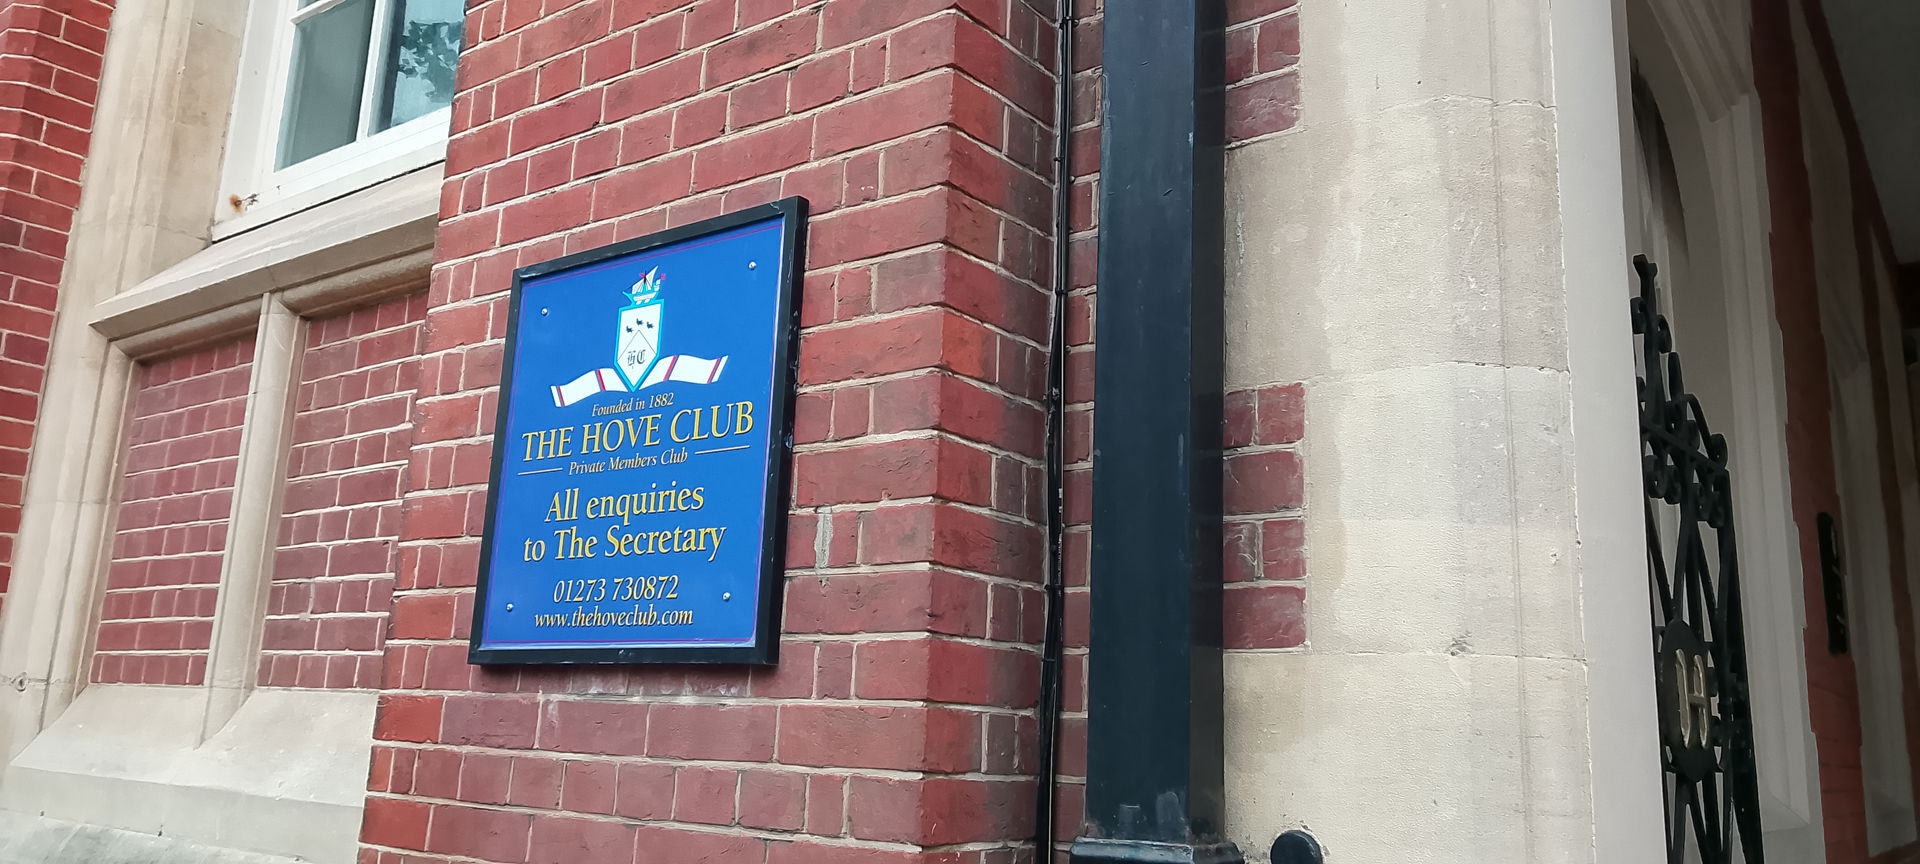 HC
Founded in 1882
THE HOVE CLUB
Private Members Club
All enquiries
to The Secretary
01273 730872
www.thehoveclub.com
H